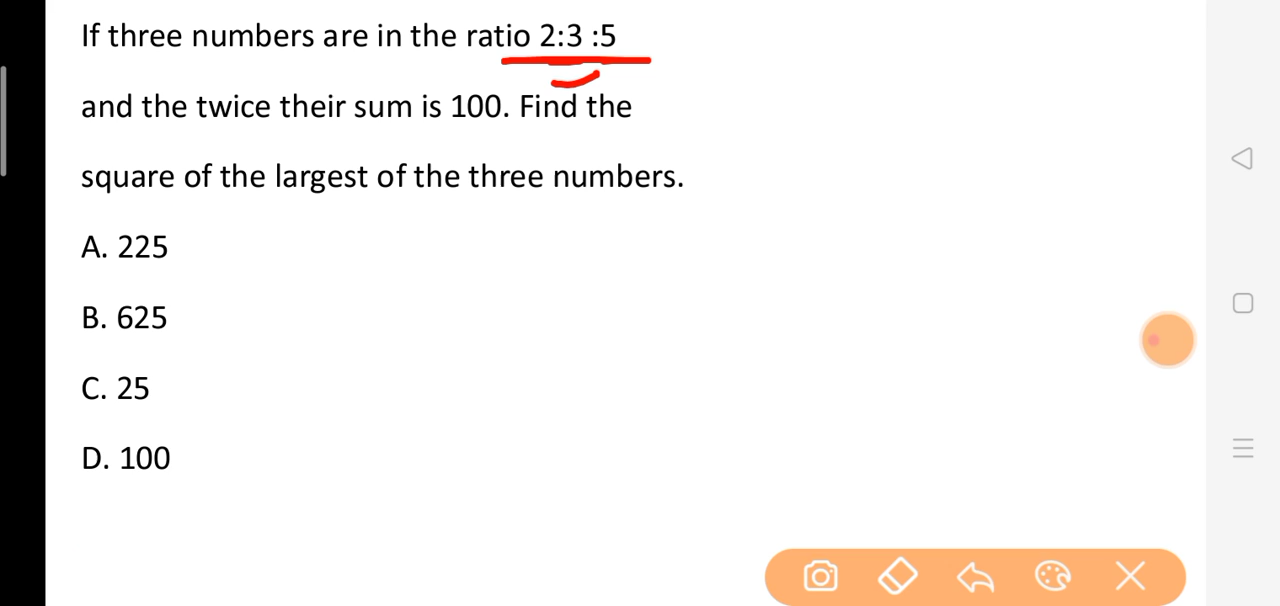 If three numbers are in the ratio 2:3 :5
and the twice their sum is 100. Find the
square of the largest of the three numbers.
A. 225
B. 625
C. 25
D. 100